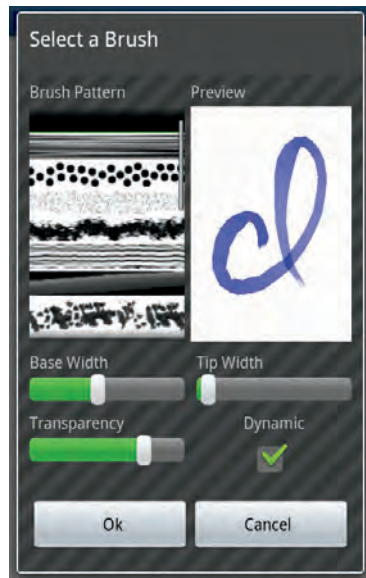 Select a Brush
Brush Pattern Preview
Base Width Tip Width
Transparency Dynamic
Ok Cancel